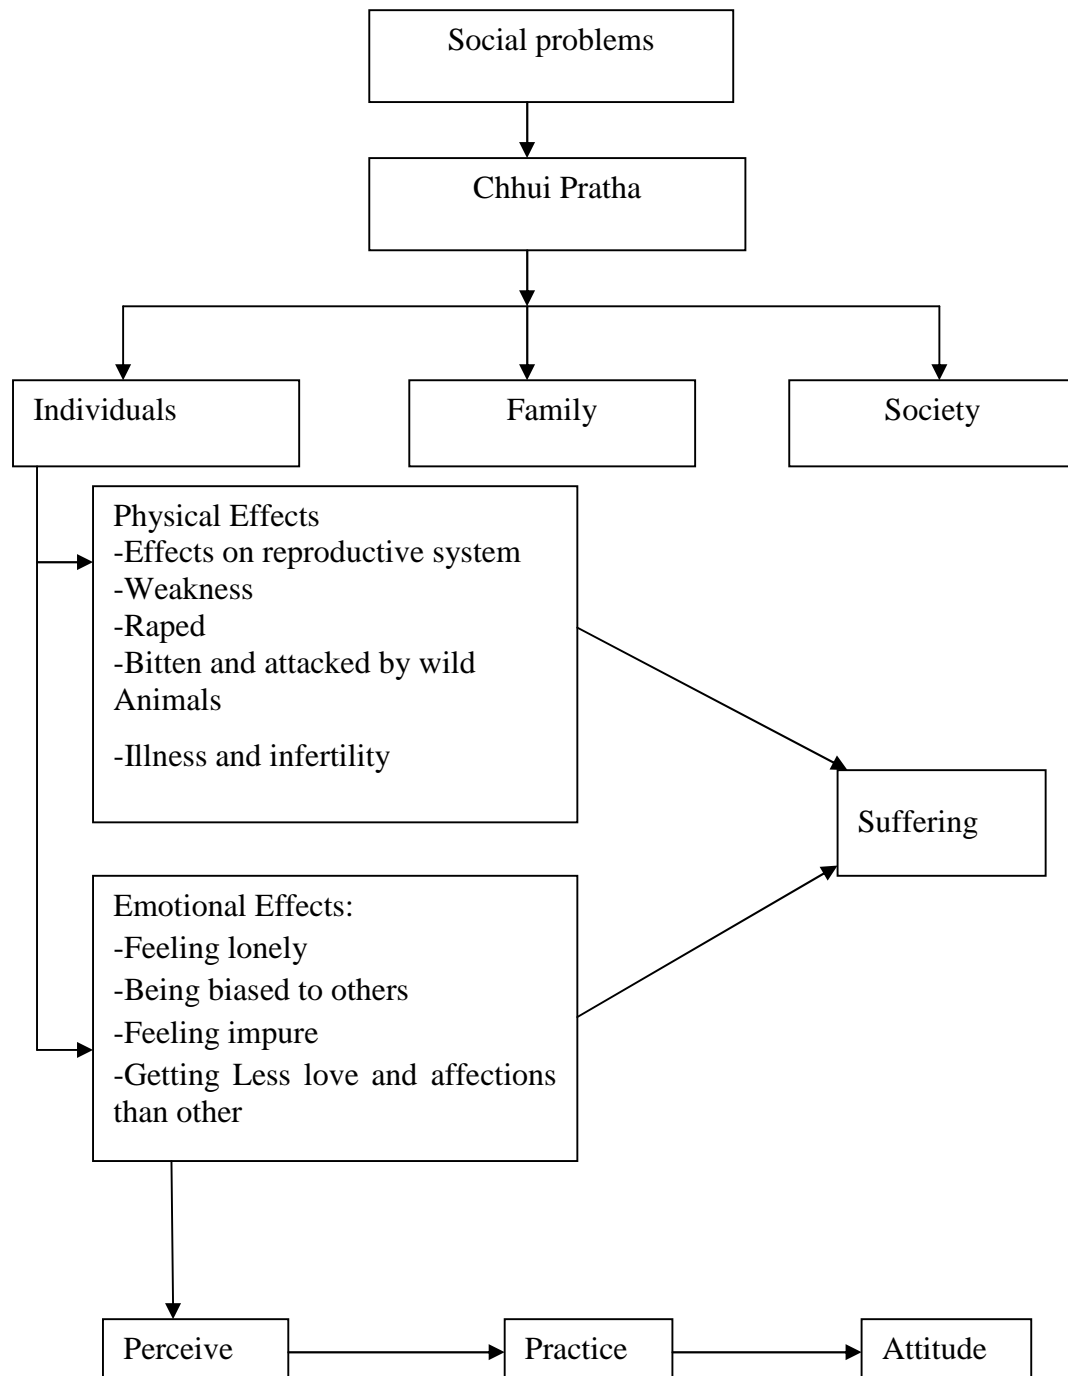 Social problems
Chhui Pratha
Individuals
Family
Society
Physical Effects
-Effects on reproductive system
-Weakness
-Raped
-Bitten and attacked by wild
Animals
-Illness and infertility
Suffering
Emotional Effects:
-Feeling lonely
-Being biased to others
-Feeling impure
-Getting Less love and affections
than other
Perceive
Practice
Attitude